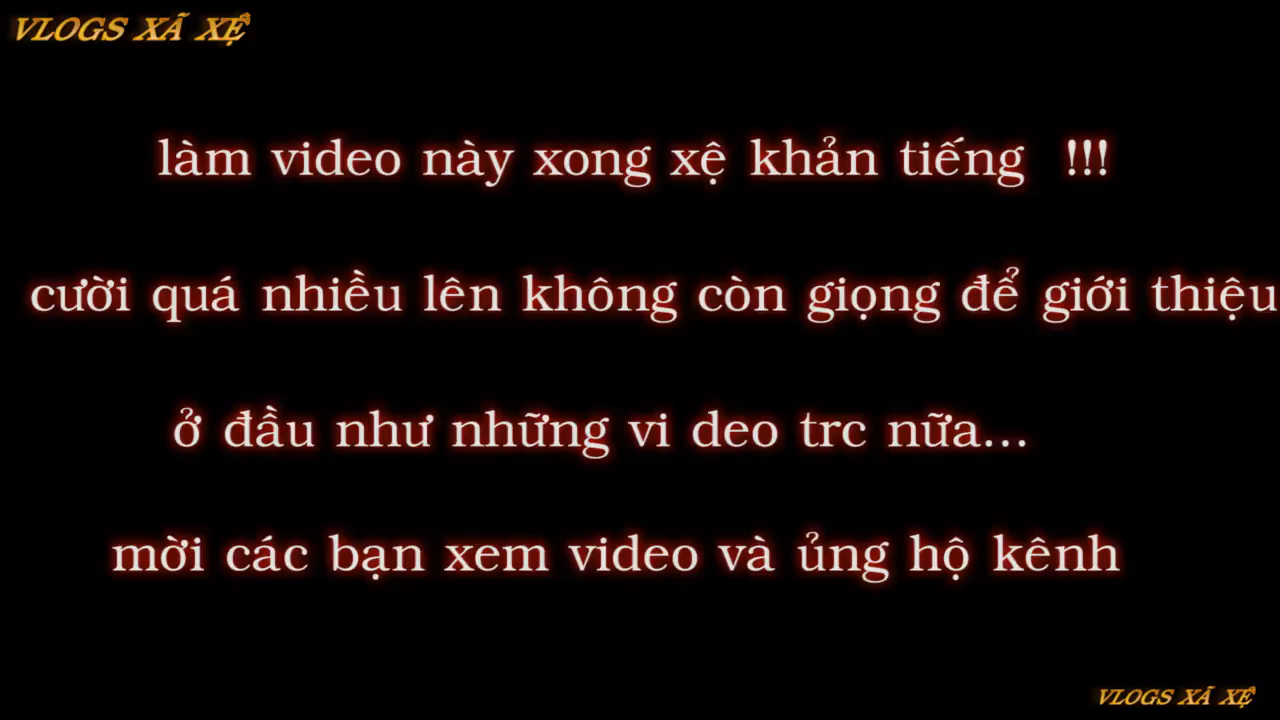 VLOGS XÃ XỆ
làm video này xong xệ khản tiếng !!!
cười quá nhiều lên không còn giọng để giới thiệu
ở đầu như những vi deo trc nữa...
mời các bạn xem video và ủng hộ kênh
VLOGS XÃ XỆ